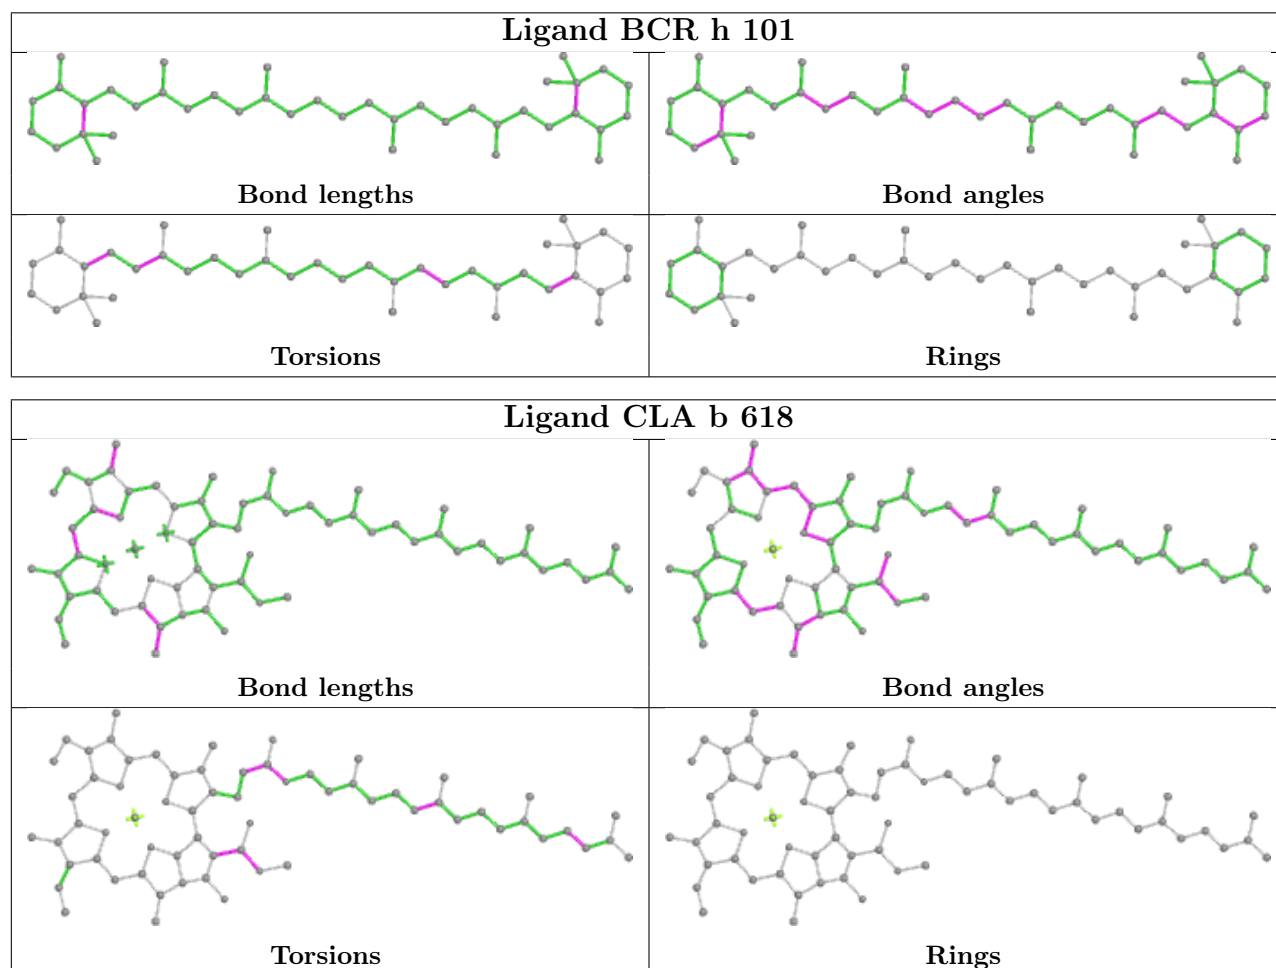 Ligand BCR h 101
Bond lengths
Bond angles
Torsions
Rings
Ligand CLA b 618
Bond lengths
Bond angles
Torsions
Rings